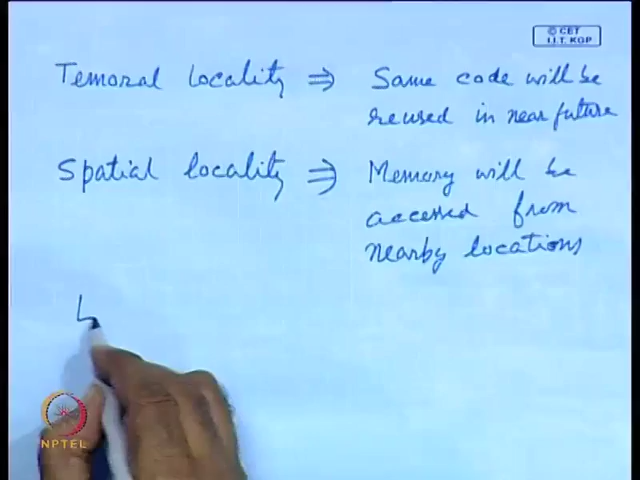 © CET
I.I.T. KGP
Temoral locality ⇒ Same code will be
reused in near future
Spatial locality ⇒ Memory will be
accessed from
nearby locations
NPTEL